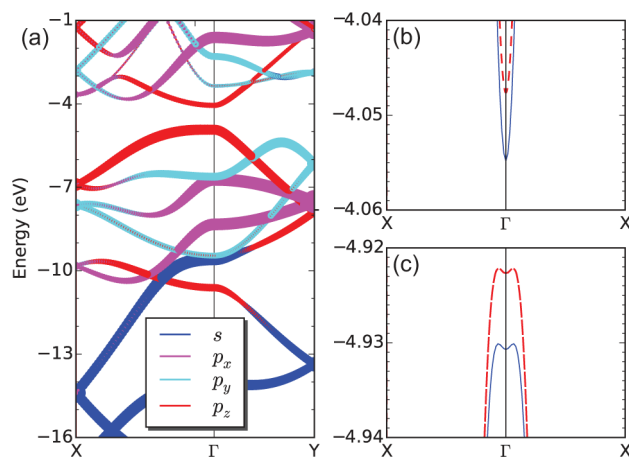 (a)
Energy (eV)
−1
−4
−7
−10
−13
−16
X
Γ
Y
s
p_x
p_y
p_z
(b)
−4.04
−4.05
−4.06
X
Γ
X
(c)
−4.92
−4.93
−4.94
X
Γ
X